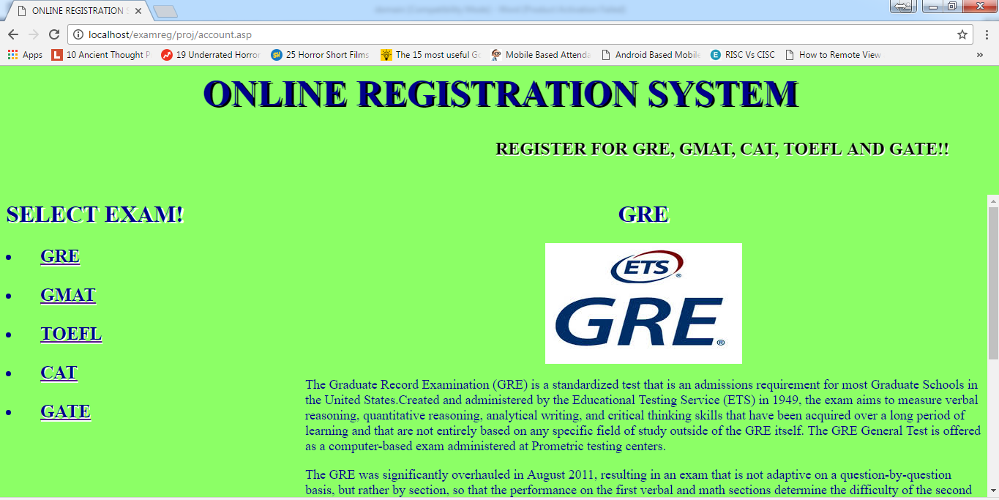 ONLINE REGISTRATION
localhost/examreg/proj/account.asp
Apps 10 Ancient Thought 19 Underrated Horror 25 Horror Short Films The 15 most useful Mobile Based Android Based RISC Vs CISC How to Remote View »
ONLINE REGISTRATION SYSTEM
REGISTER FOR GRE, GMAT, CAT, TOEFL AND GATE!!
SELECT EXAM!
GRE
GMAT
TOEFL
CAT
GATE
GRE
ETS®
GRE®
The Graduate Record Examination (GRE) is a standardized test that is an admissions requirement for most Graduate Schools in
the United States.Created and administered by the Educational Testing Service (ETS) in 1949, the exam aims to measure verbal
reasoning, quantitative reasoning, analytical writing, and critical thinking skills that have been acquired over a long period of
learning and that are not entirely based on any specific field of study outside of the GRE itself. The GRE General Test is offered
as a computer-based exam administered at Prometric testing centers.
The GRE was significantly overhauled in August 2011, resulting in an exam that is not adaptive on a question-by-question
basis, but rather by section, so that the performance on the first verbal and math sections determine the difficulty of the second